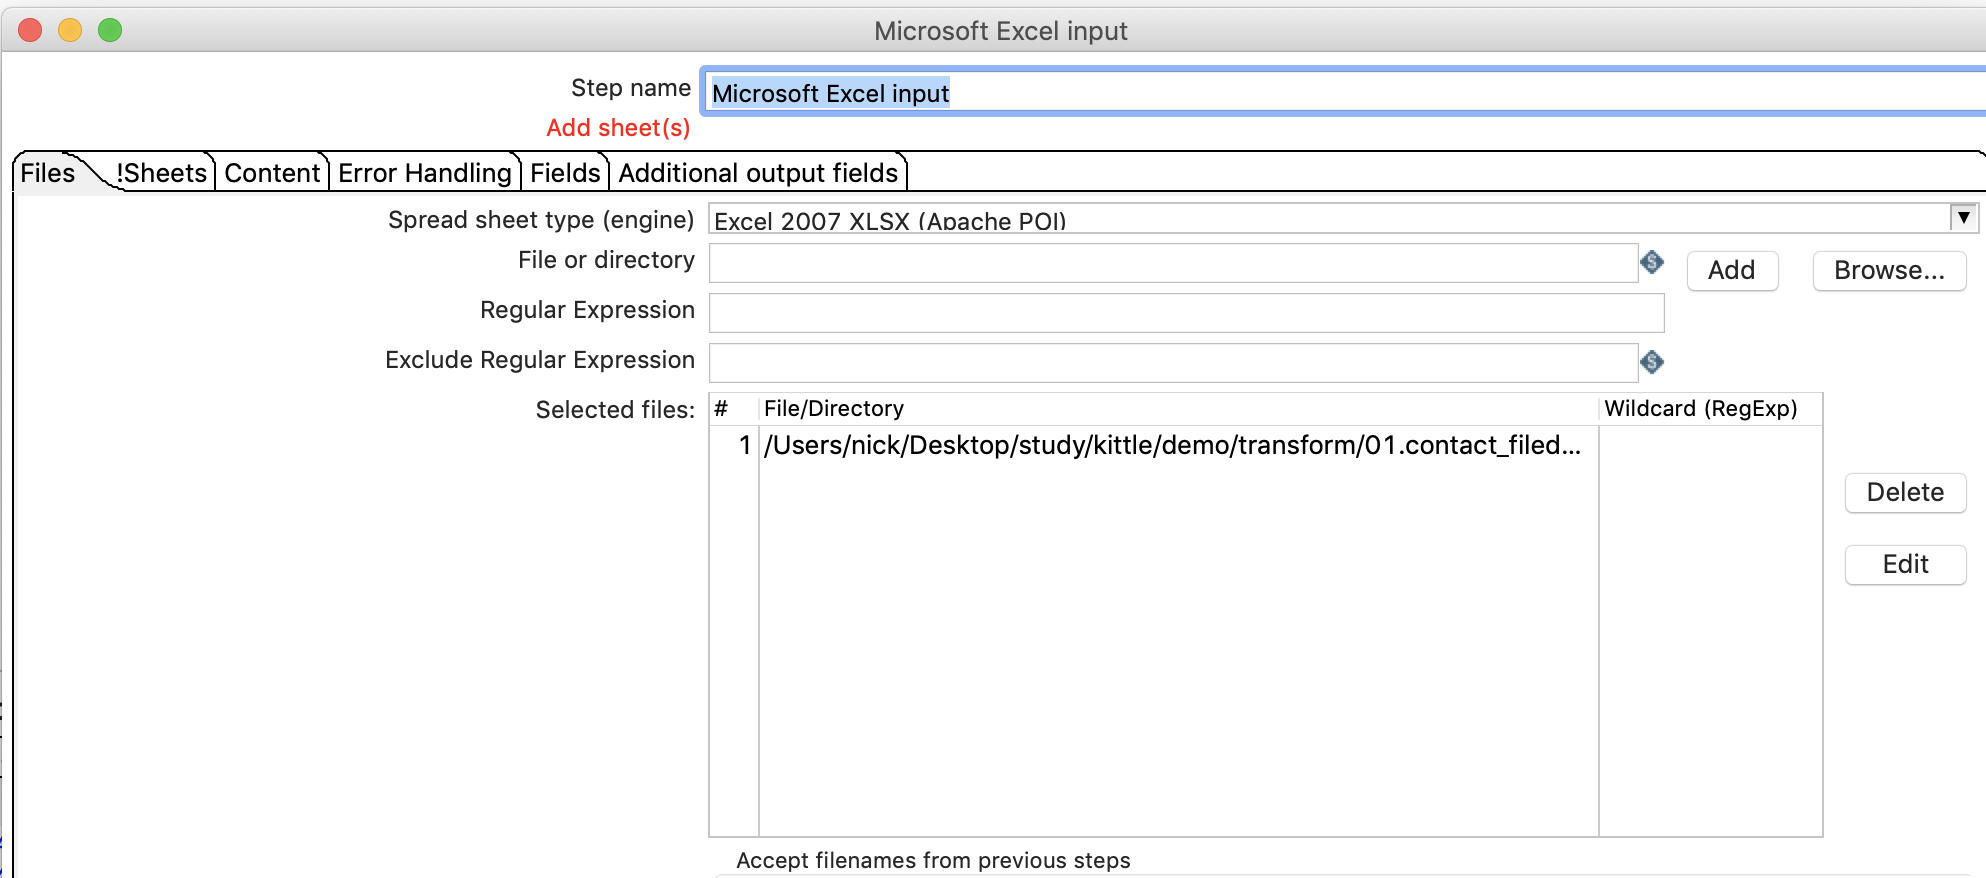 Microsoft Excel input
Step name Microsoft Excel input
Add sheet(s)
Files !Sheets Content Error Handling Fields Additional output fields
Spread sheet type (engine) Excel 2007 XLSX (Apache POI)
File or directory Add Browse...
Regular Expression
Exclude Regular Expression
Selected files: # File/Directory Wildcard (RegExp)
1 /Users/nick/Desktop/study/kittle/demo/transform/01.contact_filed...
Delete
Edit
Accept filenames from previous steps